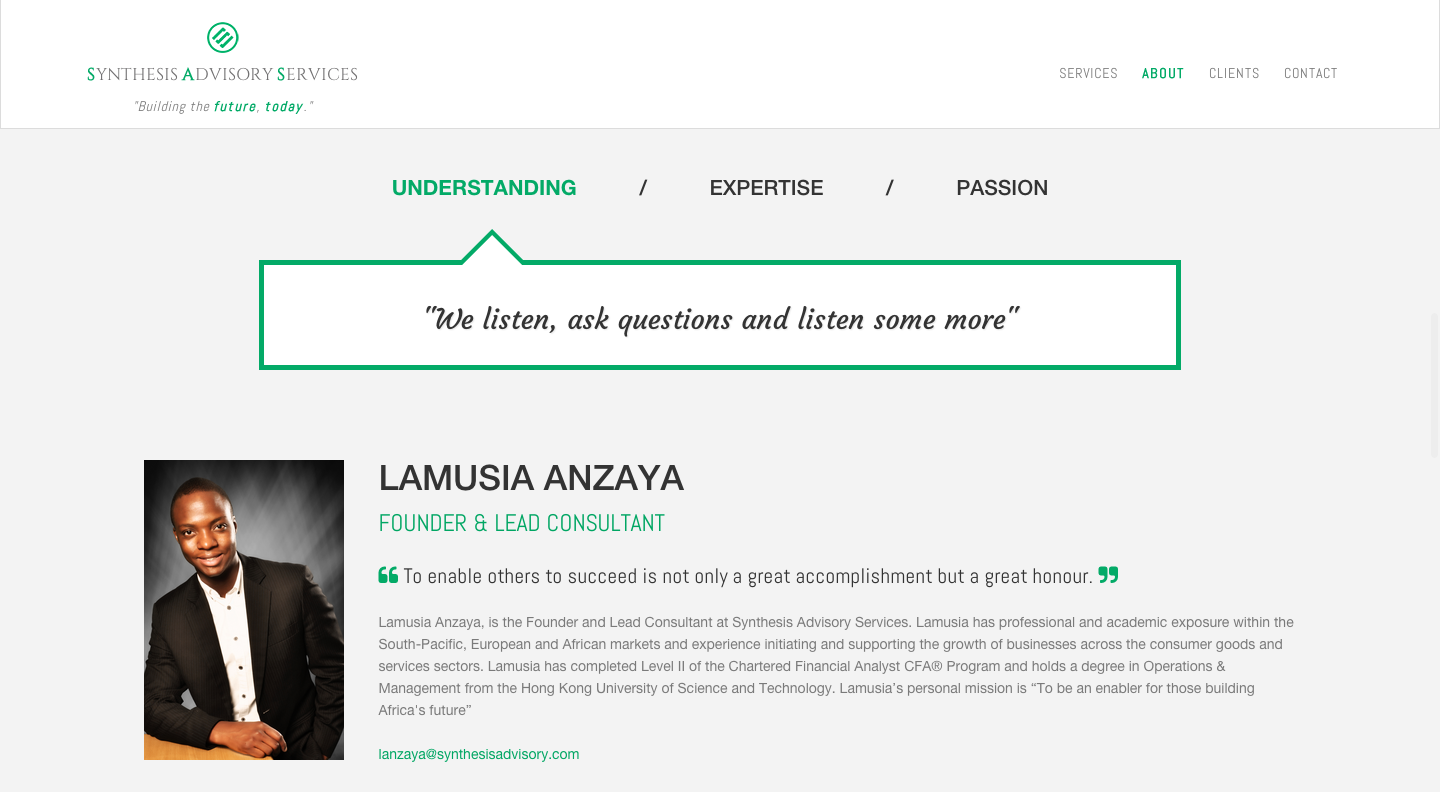 SYNTHESIS ADVISORY SERVICES
"Building the future, today."
SERVICES ABOUT CLIENTS CONTACT
UNDERSTANDING / EXPERTISE / PASSION
"We listen, ask questions and listen some more"
LAMUSIA ANZAYA
FOUNDER & LEAD CONSULTANT
“ To enable others to succeed is not only a great accomplishment but a great honour. ”
Lamusia Anzaya, is the Founder and Lead Consultant at Synthesis Advisory Services. Lamusia has professional and academic exposure within the
South-Pacific, European and African markets and experience initiating and supporting the growth of businesses across the consumer goods and
services sectors. Lamusia has completed Level II of the Chartered Financial Analyst CFA® Program and holds a degree in Operations &
Management from the Hong Kong University of Science and Technology. Lamusia's personal mission is “To be an enabler for those building
Africa's future”
lanzaya@synthesisadvisory.com